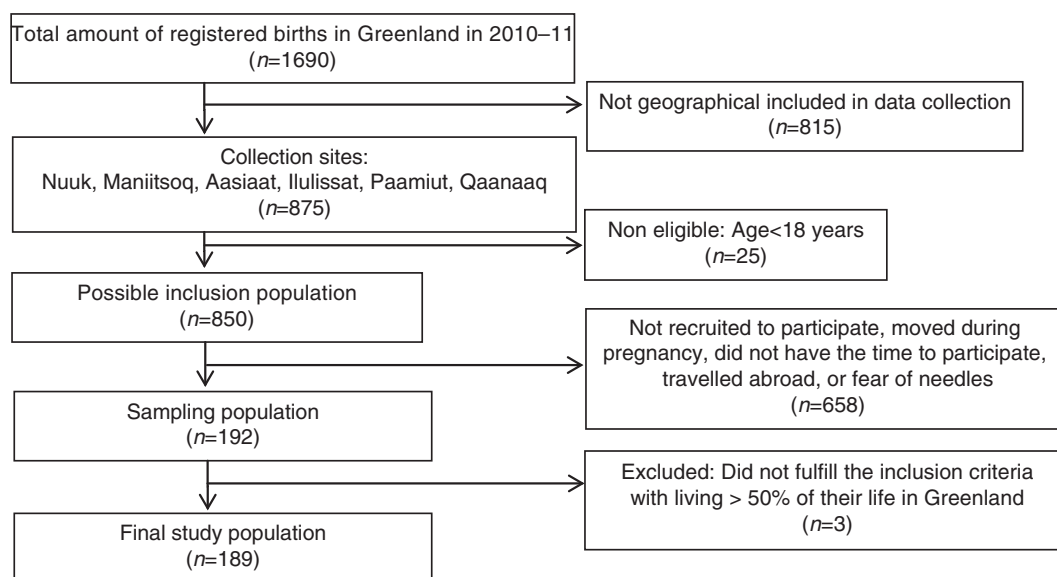 Total amount of registered births in Greenland in 2010–11
(n=1690)
Not geographical included in data collection
(n=815)
Collection sites:
Nuuk, Maniitsoq, Aasiaat, Ilulissat, Paamiut, Qaanaaq
(n=875)
Non eligible: Age<18 years
(n=25)
Possible inclusion population
(n=850)
Not recruited to participate, moved during
pregnancy, did not have the time to participate,
travelled abroad, or fear of needles
(n=658)
Sampling population
(n=192)
Excluded: Did not fulfill the inclusion criteria
with living > 50% of their life in Greenland
(n=3)
Final study population
(n=189)